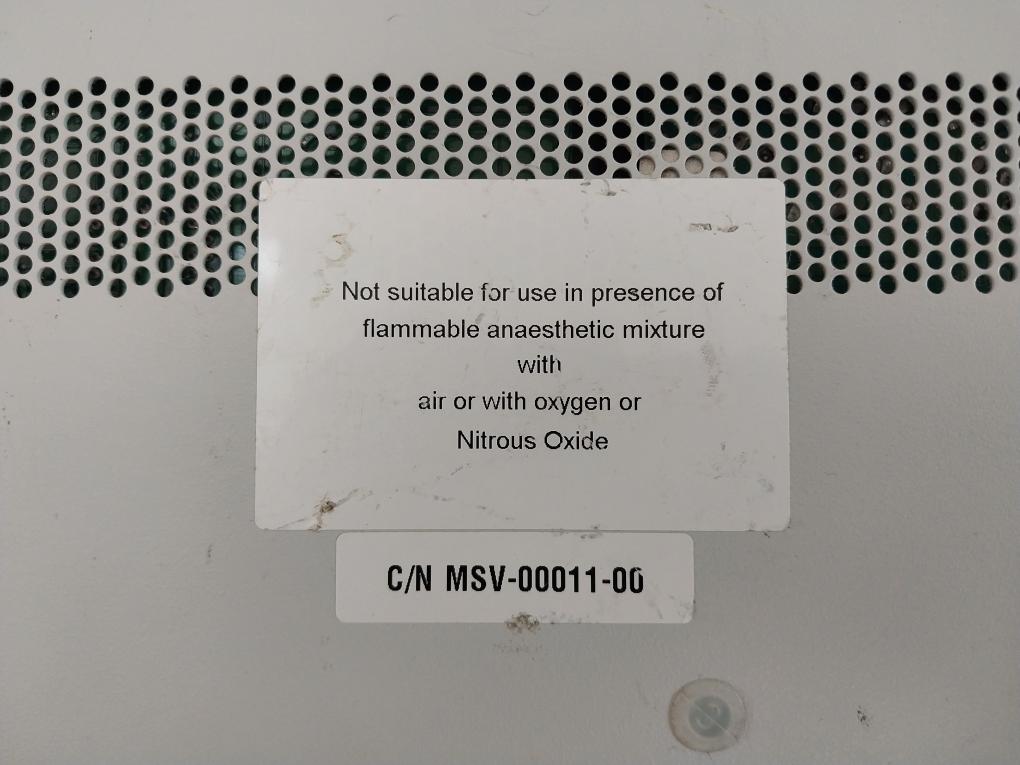 Not suitable for use in presence of
flammable anaesthetic mixture
with
air or with oxygen or
Nitrous Oxide
C/N MSV-00011-00